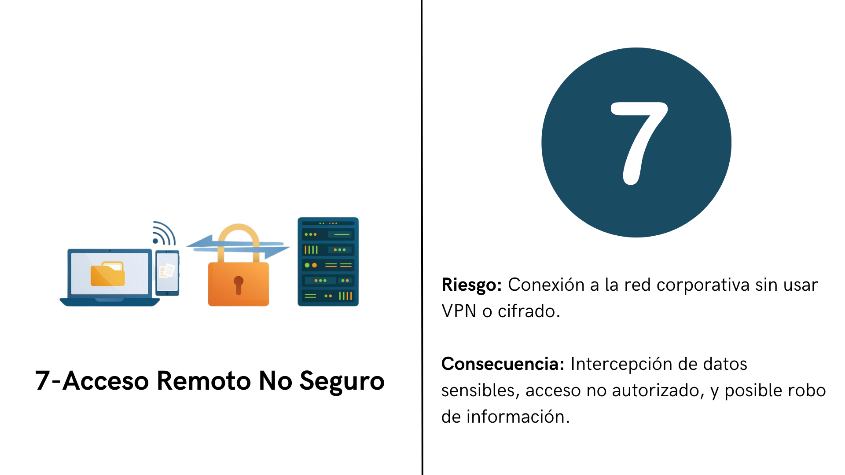 7-Acceso Remoto No Seguro
7
Riesgo: Conexión a la red corporativa sin usar
VPN o cifrado.
Consecuencia: Intercepción de datos
sensibles, acceso no autorizado, y posible robo
de información.